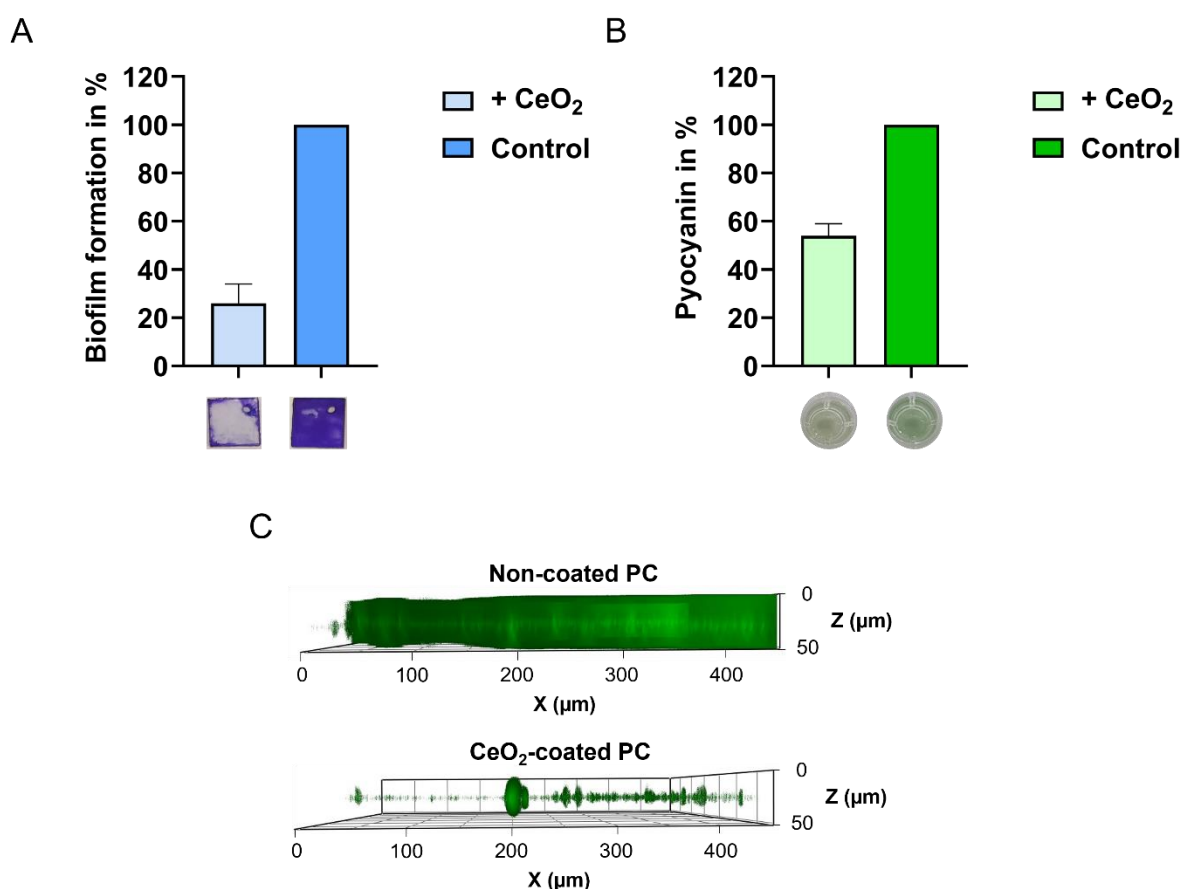 A
Biofilm formation in %
120
100
80
60
40
20
0
+ CeO₂
Control
B
Pyocyanin in %
120
100
80
60
40
20
0
+ CeO₂
Control
C
Non-coated PC
0
Z (µm)
50
0 100 200 300 400
X (µm)
CeO₂-coated PC
0
Z (µm)
50
0 100 200 300 400
X (µm)